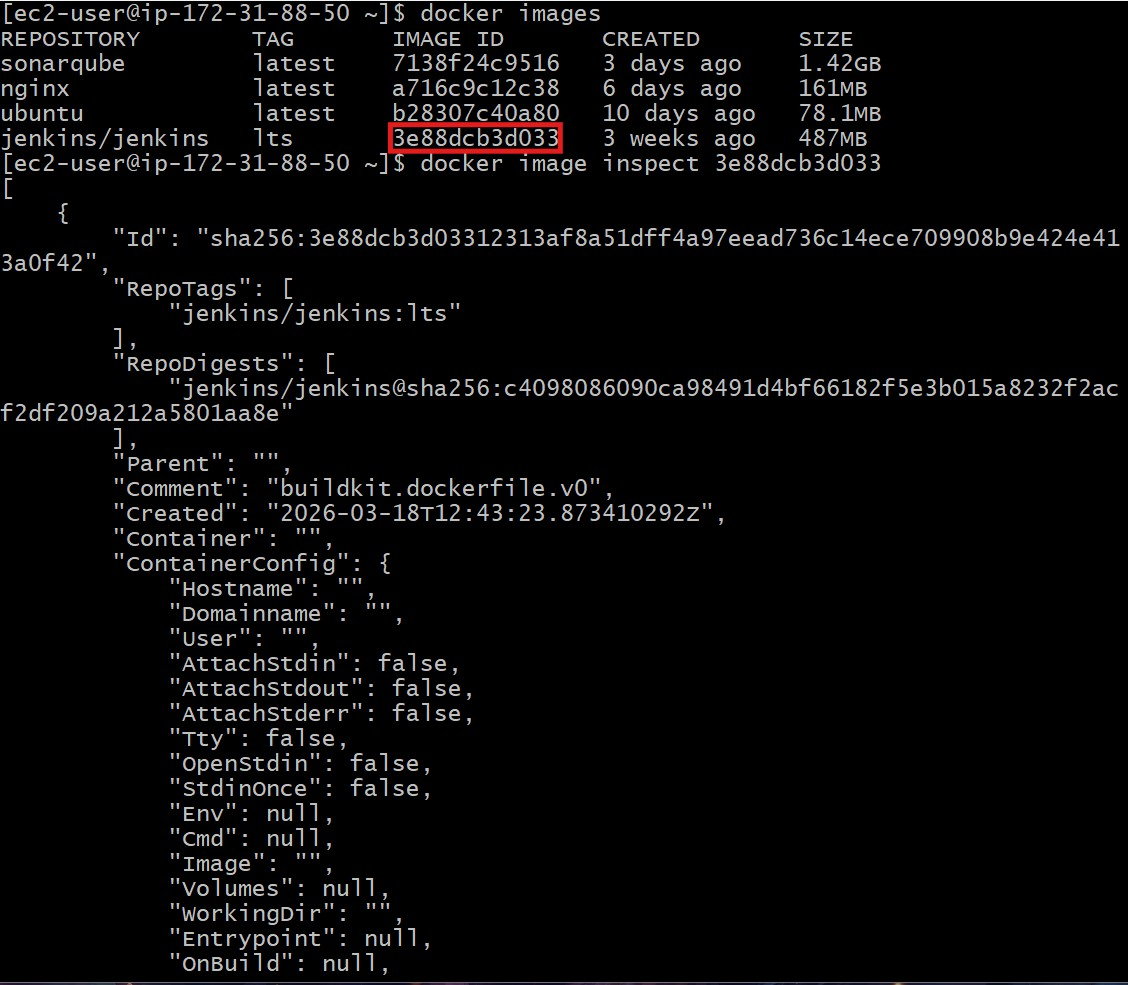 [ec2-user@ip-172-31-88-50 ~]$ docker images
REPOSITORY        TAG       IMAGE ID       CREATED       SIZE
sonarqube         latest    7138f24c9516   3 days ago    1.42GB
nginx             latest    a716c9c12c38   6 days ago    161MB
ubuntu            latest    b28307c40a80   10 days ago   78.1MB
jenkins/jenkins   lts       3e88dcb3d033   3 weeks ago   487MB
[ec2-user@ip-172-31-88-50 ~]$ docker image inspect 3e88dcb3d033
[
    {
        "Id": "sha256:3e88dcb3d03312313af8a51dff4a97eead736c14ece709908b9e424e41
3a0f42",
        "RepoTags": [
            "jenkins/jenkins:lts"
        ],
        "RepoDigests": [
            "jenkins/jenkins@sha256:c4098086090ca98491d4bf66182f5e3b015a8232f2ac
f2df209a212a5801aa8e"
        ],
        "Parent": "",
        "Comment": "buildkit.dockerfile.v0",
        "Created": "2026-03-18T12:43:23.873410292Z",
        "Container": "",
        "ContainerConfig": {
            "Hostname": "",
            "Domainname": "",
            "User": "",
            "AttachStdin": false,
            "AttachStdout": false,
            "AttachStderr": false,
            "Tty": false,
            "OpenStdin": false,
            "StdinOnce": false,
            "Env": null,
            "Cmd": null,
            "Image": "",
            "Volumes": null,
            "WorkingDir": "",
            "Entrypoint": null,
            "OnBuild": null,